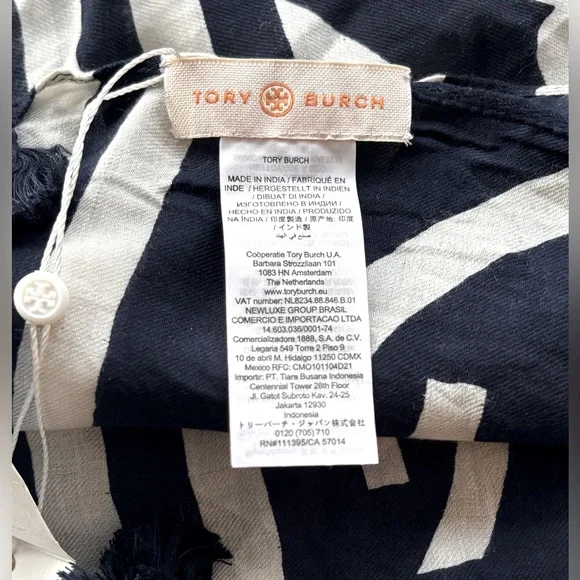 TORY BURCH
TORY BURCH
MADE IN INDIA / FABRIQUÉ EN
INDE / HERGESTELLT IN INDIEN
/ DIBUAT DI INDIA /
ИЗГОТОВЛЕНО В ИНДИИ /
HECHO EN INDIA / PRODUZIDO
NA ÍNDIA / 印度製造 / 原产地: 印度
/ インド製
صنع في الهند
Coöperatie Tory Burch U.A.
Barbara Strozzilaan 101
1083 HN Amsterdam
The Netherlands
www.toryburch.eu
VAT number: NL8234.88.846.B.01
NEWLUXE GROUP BRASIL
COMERCIO E IMPORTACAO LTDA
14.603.036/0001-74
Comercializadora 1888, S.A. de C.V.
Legaria 549 Torre 2 Piso 9
10 de abril M. Hidalgo 11250 CDMX
Mexico RFC: CMO101104D21
Importir: PT. Tiara Busana Indonesia
Centennial Tower 28th Floor
Jl. Gatot Subroto Kav. 24-25
Jakarta 12930
Indonesia
トリーバーチ・ジャパン株式会社
0120 (705) 710
RN#111395/CA 57014